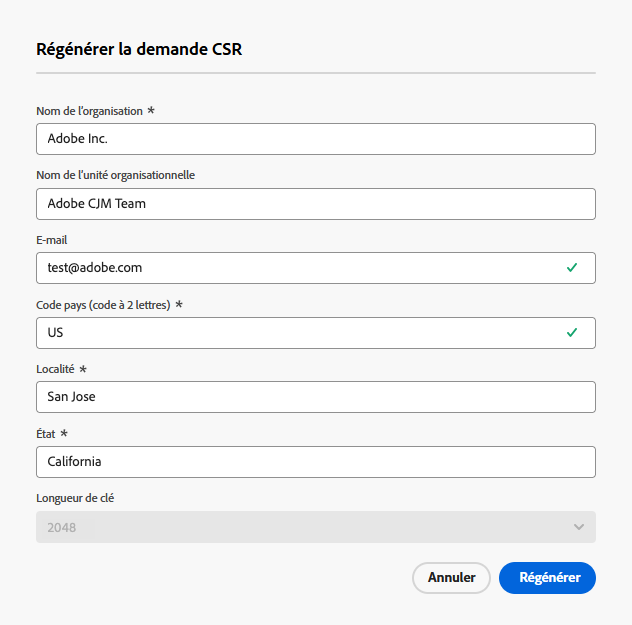 Régénérer la demande CSR
Nom de l'organisation *
Adobe Inc.
Nom de l'unité organisationnelle
Adobe CJM Team
E-mail
test@adobe.com
Code pays (code à 2 lettres) *
US
Localité *
San Jose
État *
California
Longueur de clé
2048
Annuler Régénérer